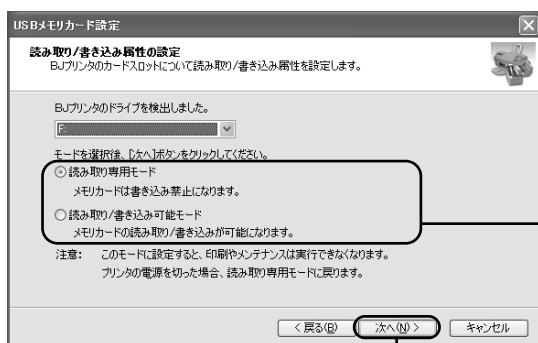 USBメモリカード設定
読み取り/書き込み属性の設定
BJプリンタのカードスロットについて読み取り/書き込み属性を設定します。
BJプリンタのドライブを検出しました。
F:
モードを選択後、[次へ]ボタンをクリックしてください。
読み取り専用モード
メモリカードは書き込み禁止になります。
読み取り/書き込み可能モード
メモリカードの読み取り/書き込みが可能になります。
注意: このモードに設定すると、印刷やメンテナンスは実行できなくなります。
プリンタの電源を切った場合、読み取り専用モードに戻ります。
< 戻る(B) 次へ(N) > キャンセル